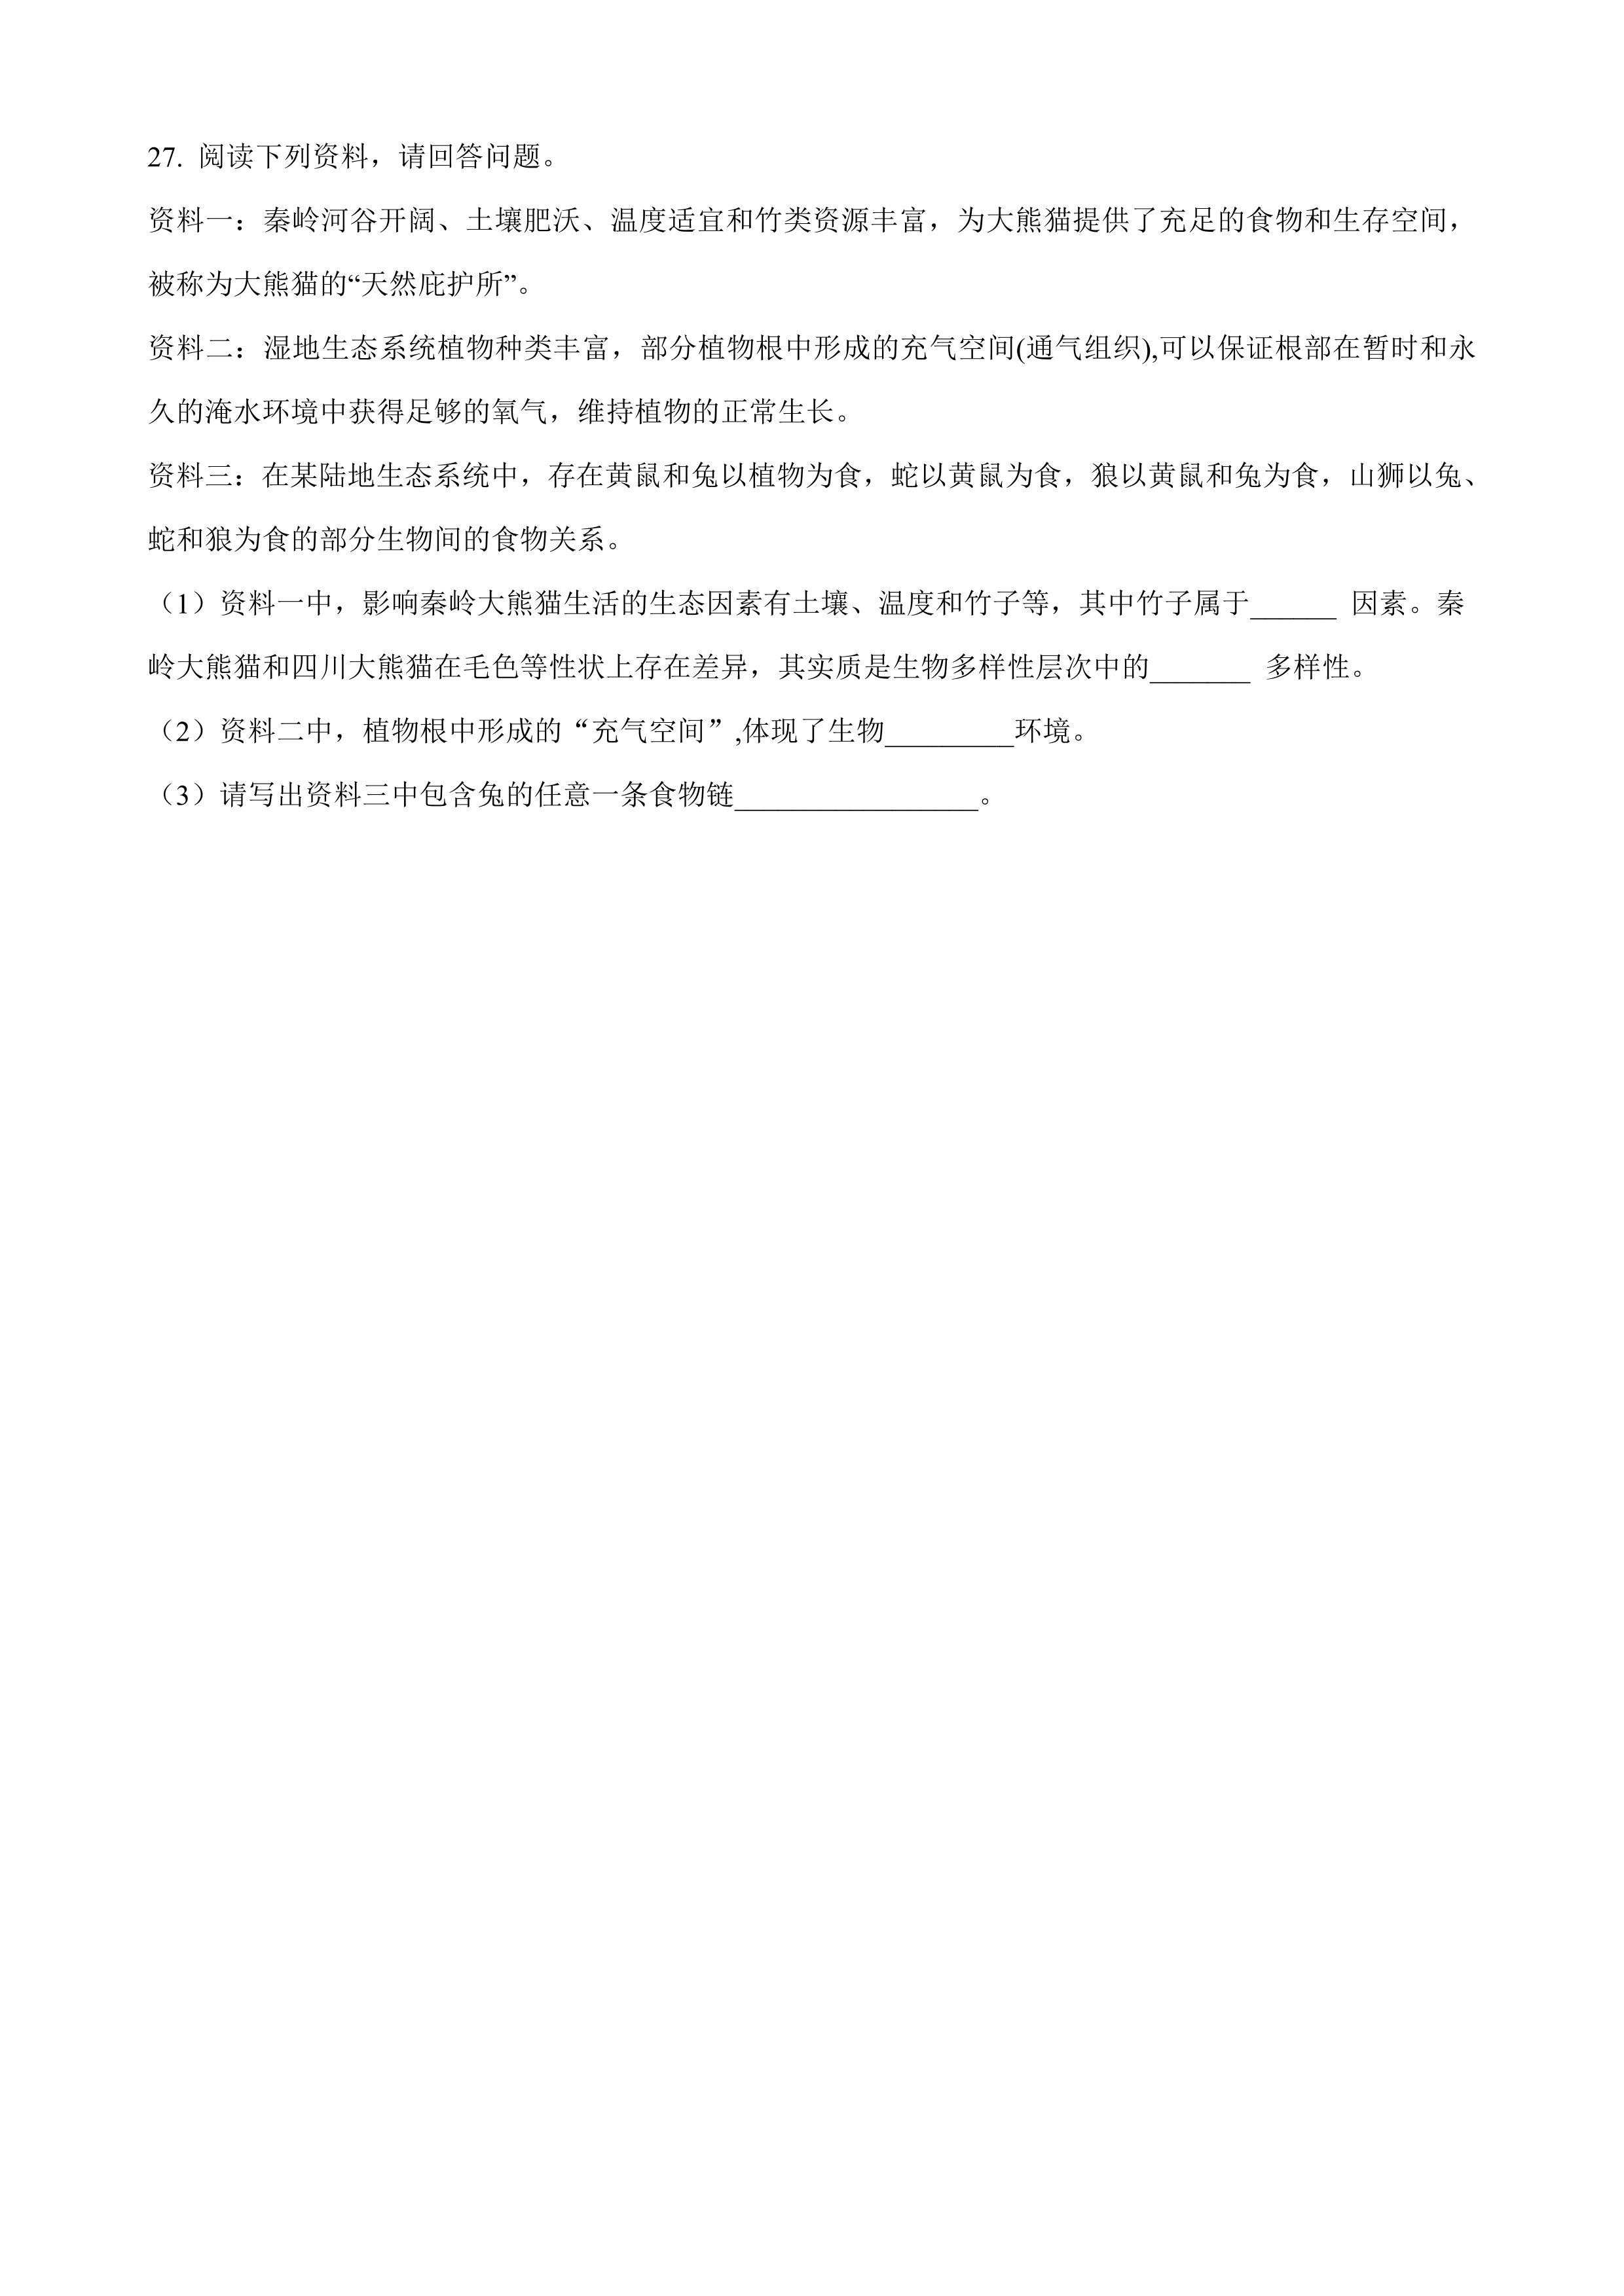 27. 阅读下列资料，请回答问题。
资料一：秦岭河谷开阔、土壤肥沃、温度适宜和竹类资源丰富，为大熊猫提供了充足的食物和生存空间，
被称为大熊猫的“天然庇护所”。
资料二：湿地生态系统植物种类丰富，部分植物根中形成的充气空间(通气组织),可以保证根部在暂时和永
久的淹水环境中获得足够的氧气，维持植物的正常生长。
资料三：在某陆地生态系统中，存在黄鼠和兔以植物为食，蛇以黄鼠为食，狼以黄鼠和兔为食，山狮以兔、
蛇和狼为食的部分生物间的食物关系。
（1）资料一中，影响秦岭大熊猫生活的生态因素有土壤、温度和竹子等，其中竹子属于______ 因素。秦
岭大熊猫和四川大熊猫在毛色等性状上存在差异，其实质是生物多样性层次中的_______ 多样性。
（2）资料二中，植物根中形成的“充气空间”,体现了生物_________环境。
（3）请写出资料三中包含兔的任意一条食物链_________________。